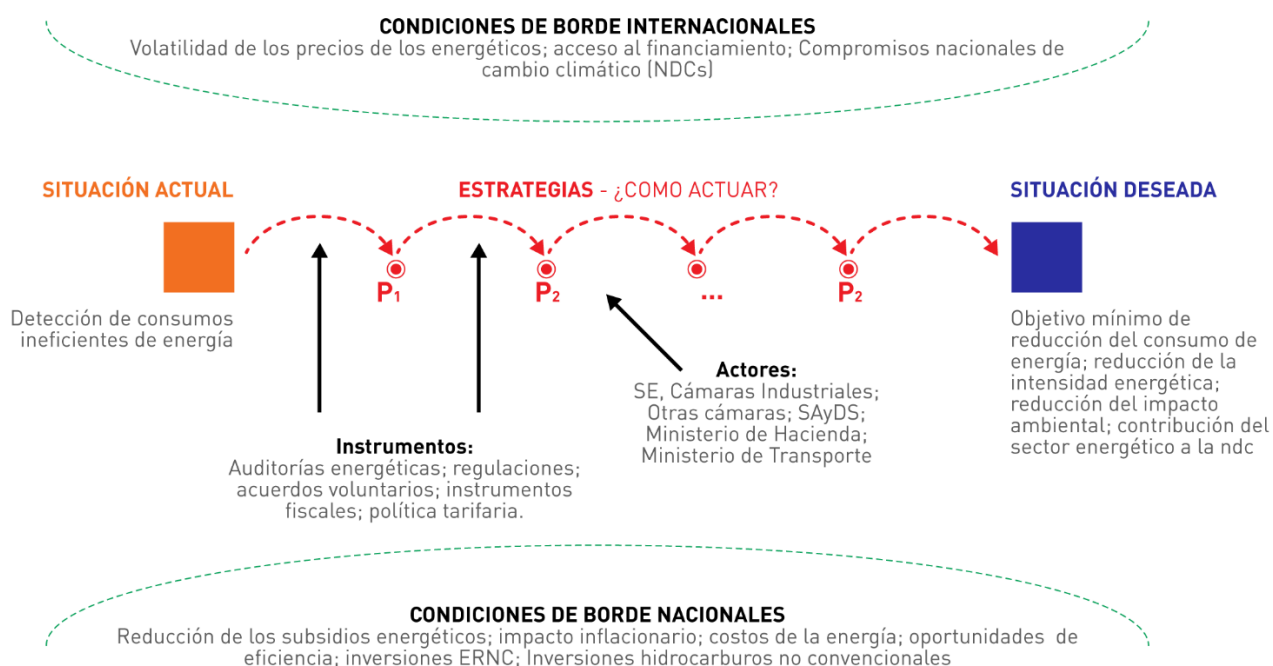 CONDICIONES DE BORDE INTERNACIONALES
Volatilidad de los precios de los energéticos; acceso al financiamiento; Compromisos nacionales de
cambio climático (NDCs)
SITUACIÓN ACTUAL
ESTRATEGIAS - ¿COMO ACTUAR?
SITUACIÓN DESEADA
P1
P2
...
P2
Detección de consumos
ineficientes de energía
Objetivo mínimo de
reducción del consumo de
energía; reducción de la
intensidad energética;
reducción del impacto
ambiental; contribución del
sector energético a la ndc
Actores:
SE, Cámaras Industriales;
Otras cámaras; SAyDS;
Ministerio de Hacienda;
Ministerio de Transporte
Instrumentos:
Auditorías energéticas; regulaciones;
acuerdos voluntarios; instrumentos
fiscales; política tarifaria.
CONDICIONES DE BORDE NACIONALES
Reducción de los subsidios energéticos; impacto inflacionario; costos de la energía; oportunidades de
eficiencia; inversiones ERNC; Inversiones hidrocarburos no convencionales